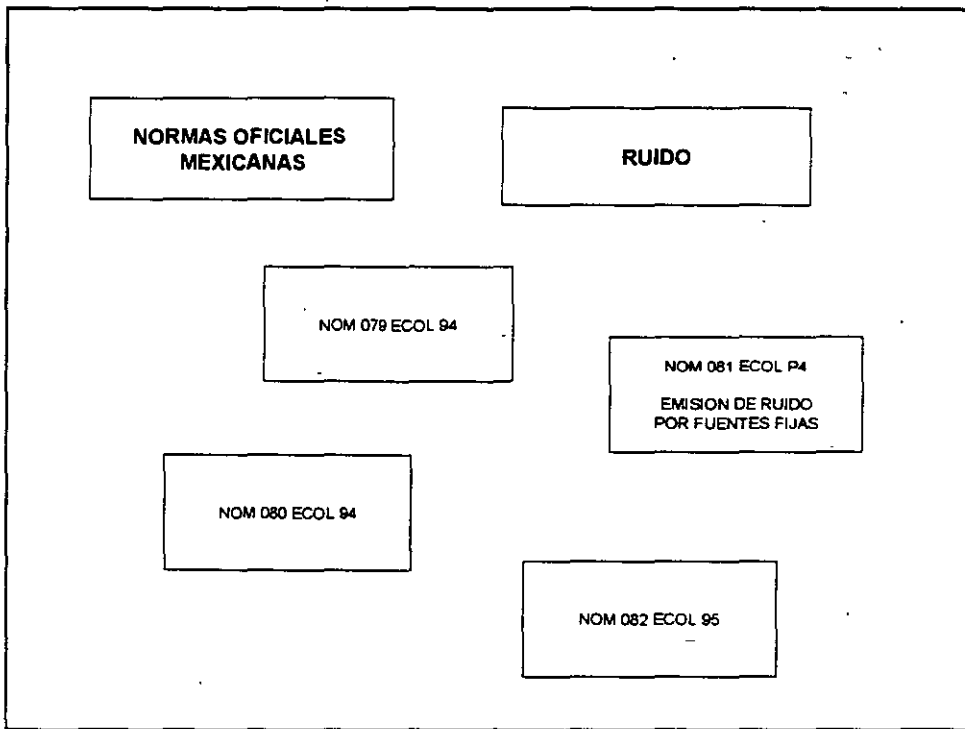 NORMAS OFICIALES
MEXICANAS
RUIDO
NOM 079 ECOL 94
NOM 081 ECOL P4
EMISION DE RUIDO
POR FUENTES FIJAS
NOM 080 ECOL 94
NOM 082 ECOL 95